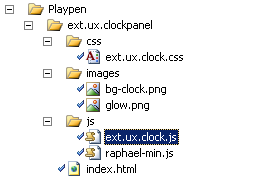 Playpen
ext.ux.clockpanel
css
ext.ux.clock.css
images
bg-clock.png
glow.png
js
ext.ux.clock.js
raphael-min.js
index.html